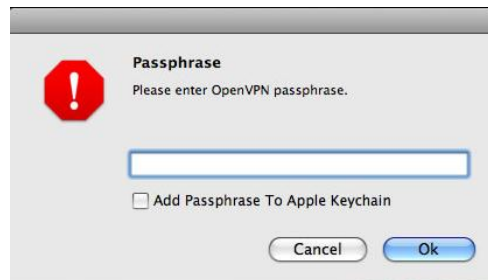 Passphrase
Please enter OpenVPN passphrase.
Add Passphrase To Apple Keychain
Cancel Ok